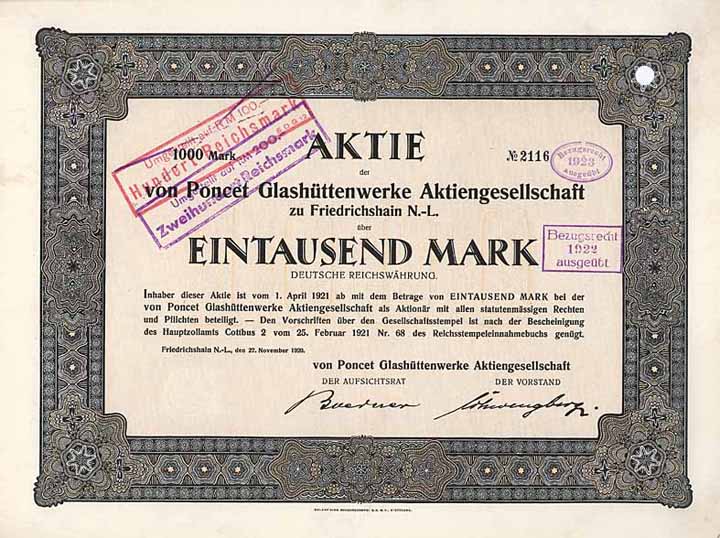 Umgestellt auf RM 100.—
Hundert Reichsmark
Umgestellt auf RM 200.—
Zweihundert Reichsmark
1000 Mark
AKTIE
№ 2116
Bezugsrecht
1923
Ausgeübt
der
von Poncet Glashüttenwerke Aktiengesellschaft
zu Friedrichshain N.-L.
über
EINTAUSEND MARK
Bezugsrecht
1922
ausgeübt
DEUTSCHE REICHSWÄHRUNG.
Inhaber dieser Aktie ist vom 1. April 1921 ab mit dem Betrage von EINTAUSEND MARK bei der
von Poncet Glashüttenwerke Aktiengesellschaft als Aktionär mit allen statutenmässigen Rechten
und Pflichten beteiligt. — Den Vorschriften über den Gesellschaftsstempel ist nach der Bescheinigung
des Hauptzollamts Cottbus 2 vom 25. Februar 1921 Nr. 68 des Reichsstempeleinnahmebuchs genügt.
Friedrichshain N.-L., den 27. November 1920.
von Poncet Glashüttenwerke Aktiengesellschaft
DER AUFSICHTSRAT
DER VORSTAND